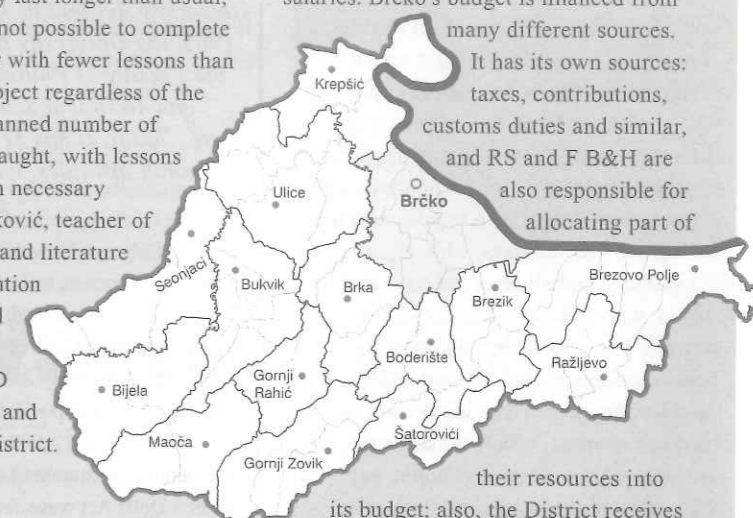 y last longer than usual,
not possible to complete
with fewer lessons than
bject regardless of the
anned number of
aught, with lessons
n necessary
ković, teacher of
and literature
ution
and
istrict.
salaries. Brčko's budget is financed from
many different sources.
It has its own sources:
taxes, contributions,
customs duties and similar,
and RS and F B&H are
also responsible for
allocating part of
Krepšić
Ulice
Brčko
Seonjaci
Bukvik
Brka
Brezik
Brezovo Polje
Boderište
Ražljevo
Bijela
Gornji
Rahić
Maoča
Šatorovići
Gornji Zovik
their resources into
its budget; also, the District receives